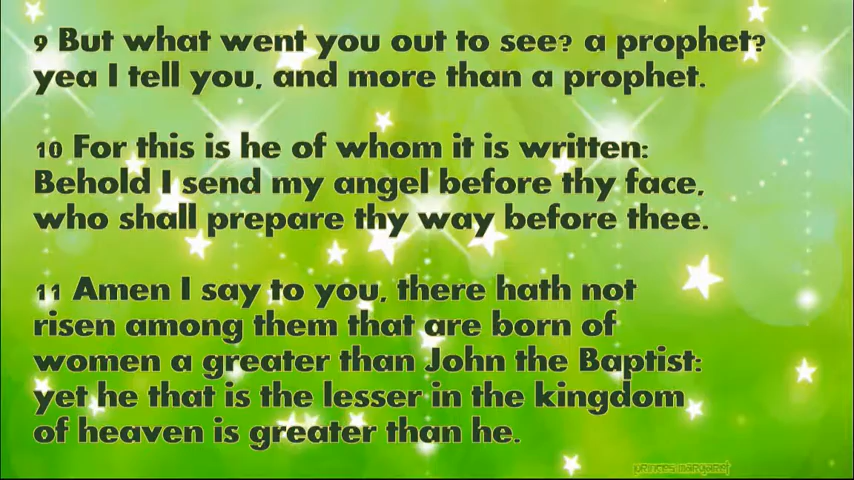 9 But what went you out to see? a prophet?
yea I tell you, and more than a prophet.
10 For this is he of whom it is written:
Behold I send my angel before thy face,
who shall prepare thy way before thee.
11 Amen I say to you, there hath not
risen among them that are born of
women a greater than John the Baptist:
yet he that is the lesser in the kingdom
of heaven is greater than he.